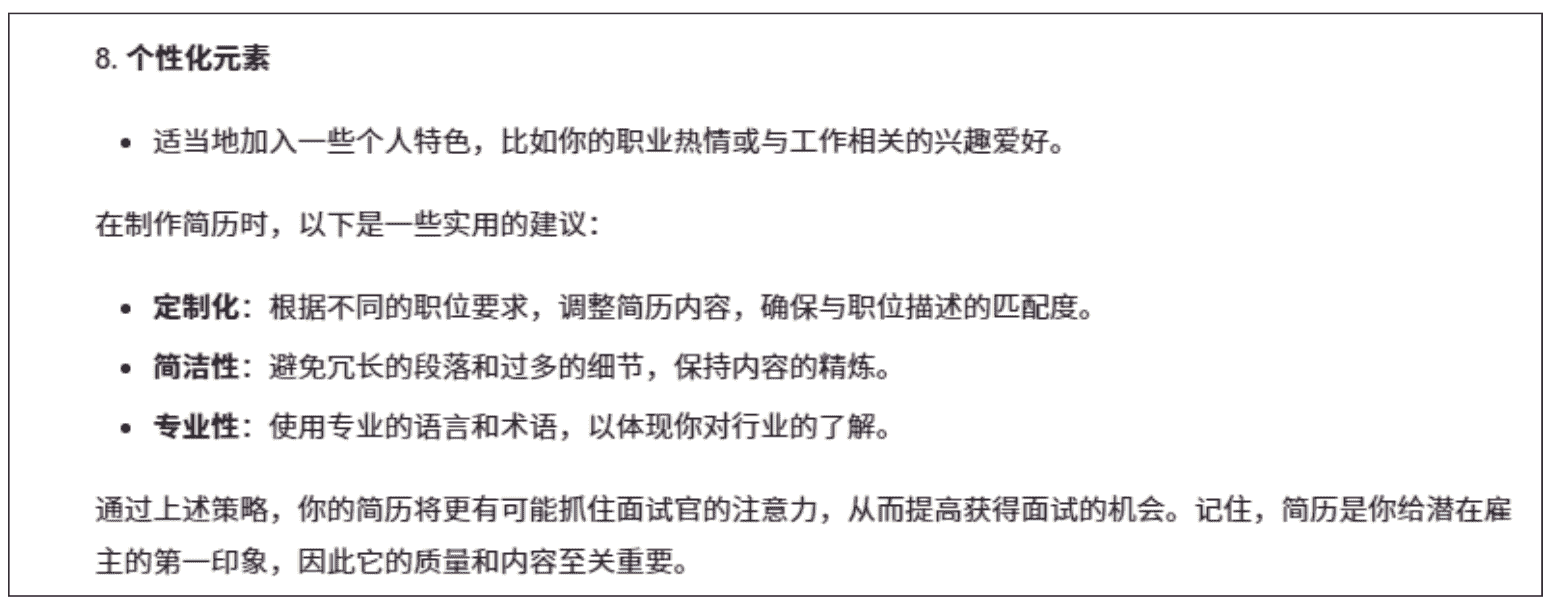 8. 个性化元素
• 适当地加入一些个人特色，比如你的职业热情或与工作相关的兴趣爱好。
在制作简历时，以下是一些实用的建议：
• 定制化：根据不同的职位要求，调整简历内容，确保与职位描述的匹配度。
• 简洁性：避免冗长的段落和过多的细节，保持内容的精炼。
• 专业性：使用专业的语言和术语，以体现你对行业的了解。
通过上述策略，你的简历将更有可能抓住面试官的注意力，从而提高获得面试的机会。记住，简历是你给潜在雇
主的第一印象，因此它的质量和内容至关重要。